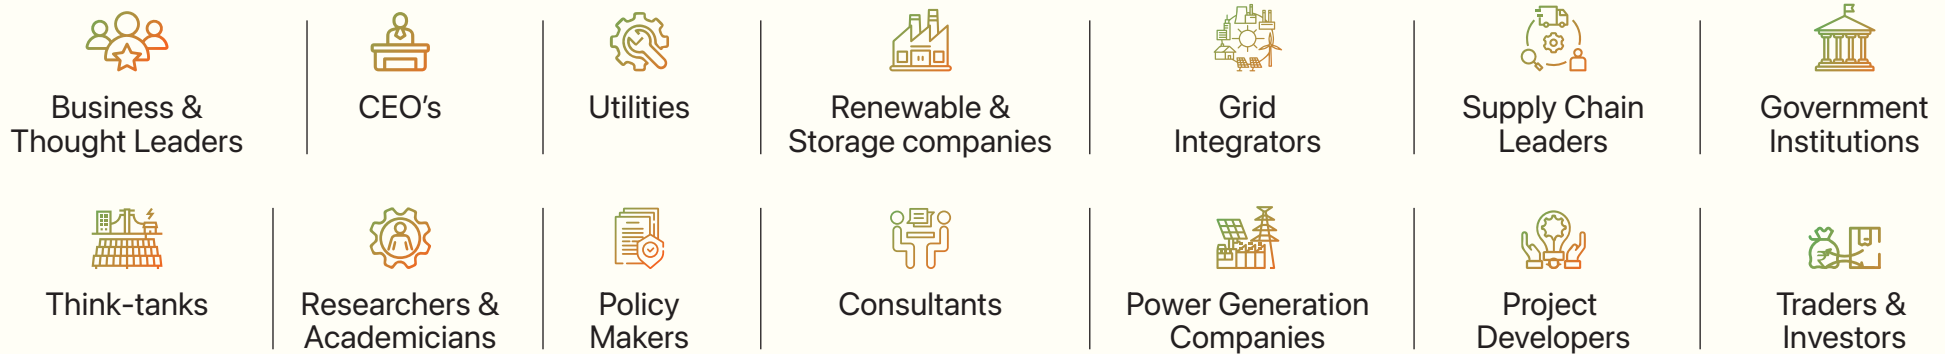 Business &
Thought Leaders
CEO’s
Utilities
Renewable &
Storage companies
Grid
Integrators
Supply Chain
Leaders
Government
Institutions
Think-tanks
Researchers &
Academicians
Policy
Makers
Consultants
Power Generation
Companies
Project
Developers
Traders &
Investors